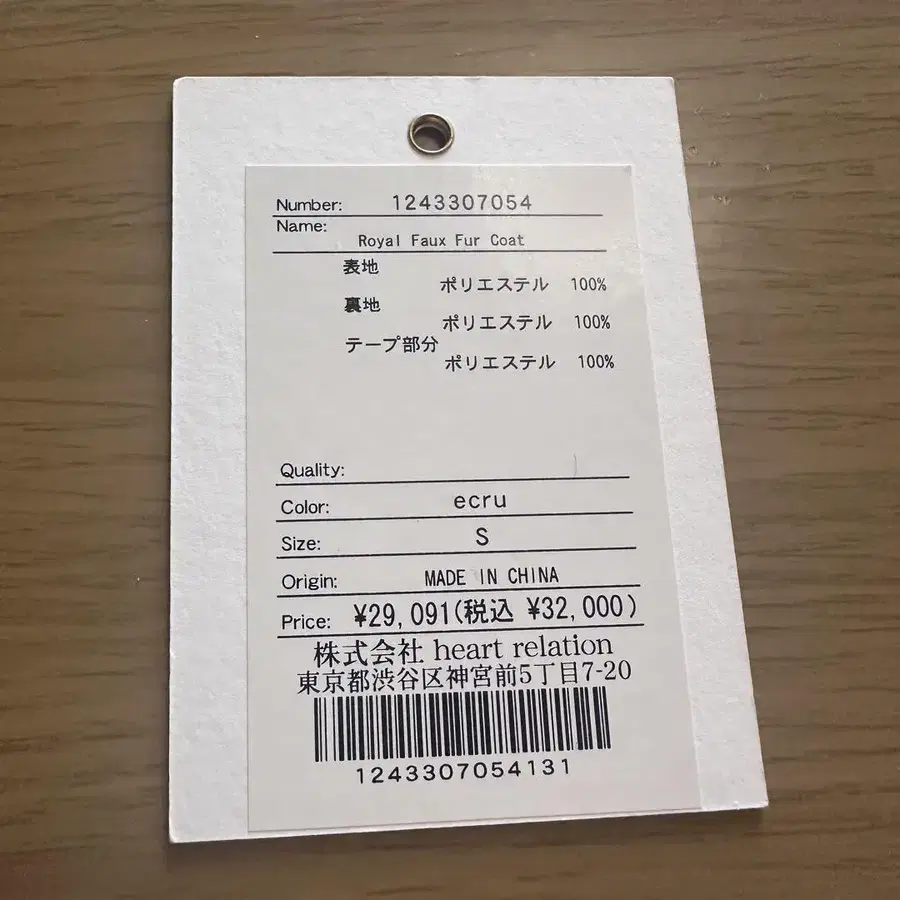 Number: 1243307054
Name:
Royal Faux Fur Coat
表地
ポリエステル 100%
裏地
ポリエステル 100%
テープ部分
ポリエステル 100%
Quality:
Color: ecru
Size: S
Origin: MADE IN CHINA
Price: ¥29,091(税込 ¥32,000)
株式会社 heart relation
東京都渋谷区神宮前5丁目7-20
1243307054131